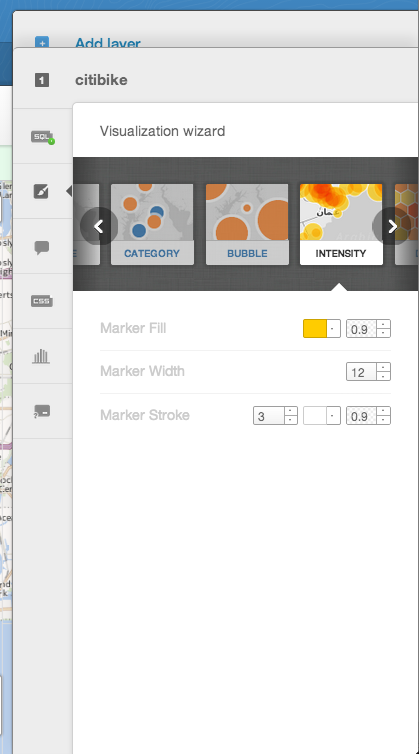 Add layer
1 citibike
SQL
Visualization wizard
CATEGORY
BUBBLE
INTENSITY
Marker Fill 0.9
Marker Width 12
CSS
Marker Stroke 3 0.9